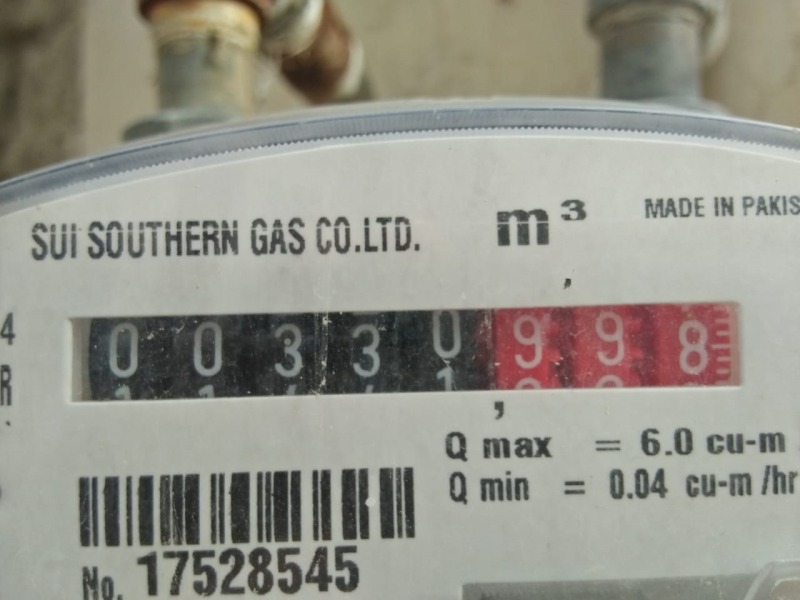 SUI SOUTHERN GAS CO.LTD.
m³
MADE IN PAKIS
4
00330998
R
,
Q max = 6.0 cu-m
Q min = 0.04 cu-m/hr
No. 17528545